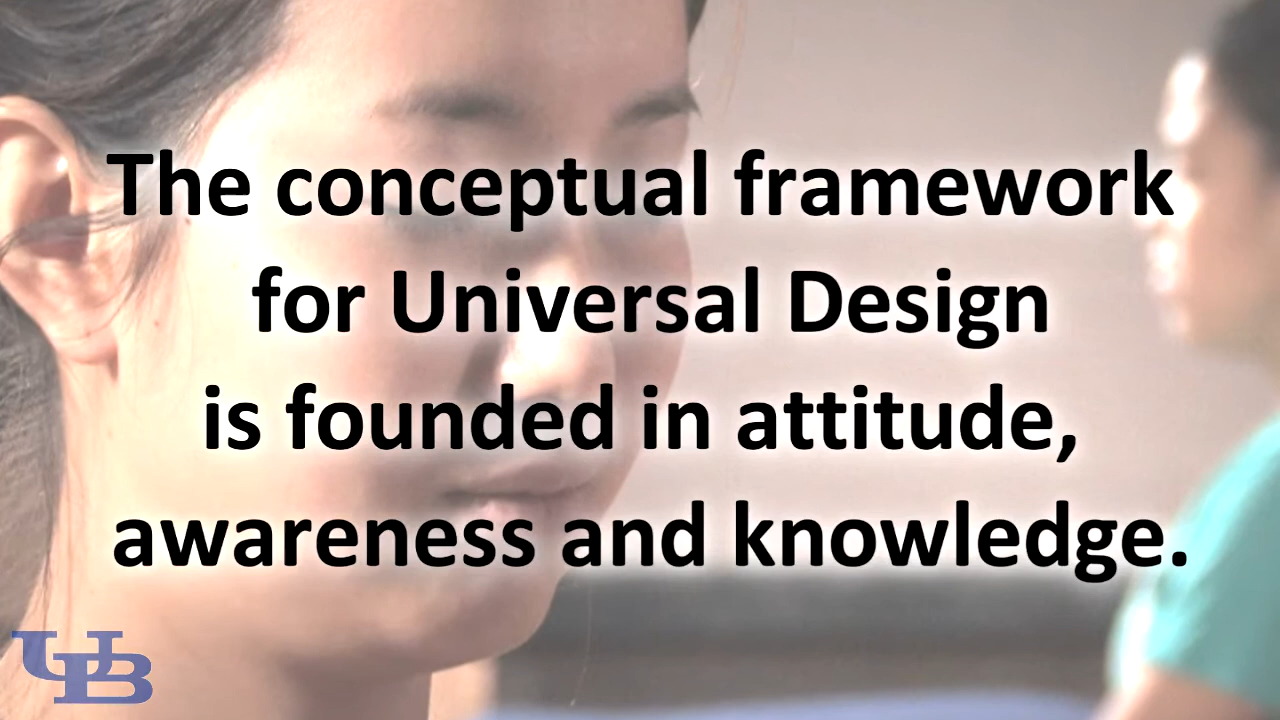 The conceptual framework
for Universal Design
is founded in attitude,
awareness and knowledge.
UB